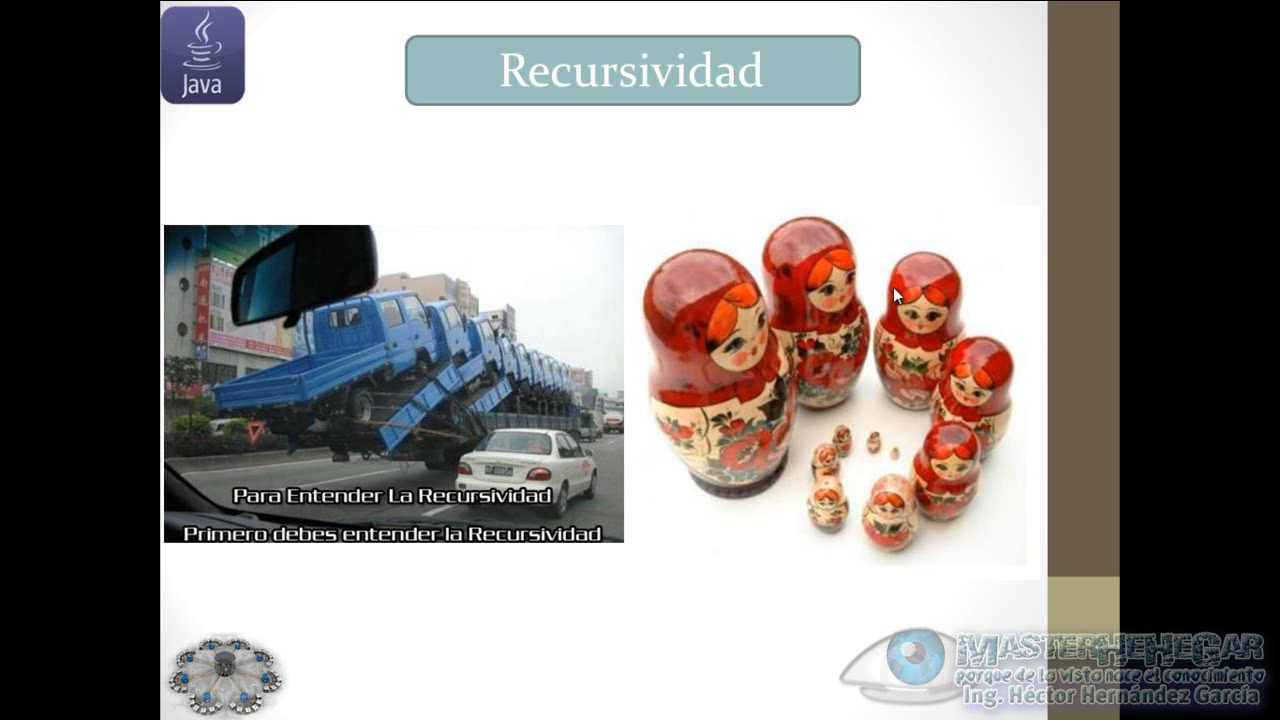 Java
Recursividad
Para Entender La Recursividad
Primero debes entender la Recursividad
MasterHeHeGar
porque de la vista nace el conocimiento
Ing. Héctor Hernández García